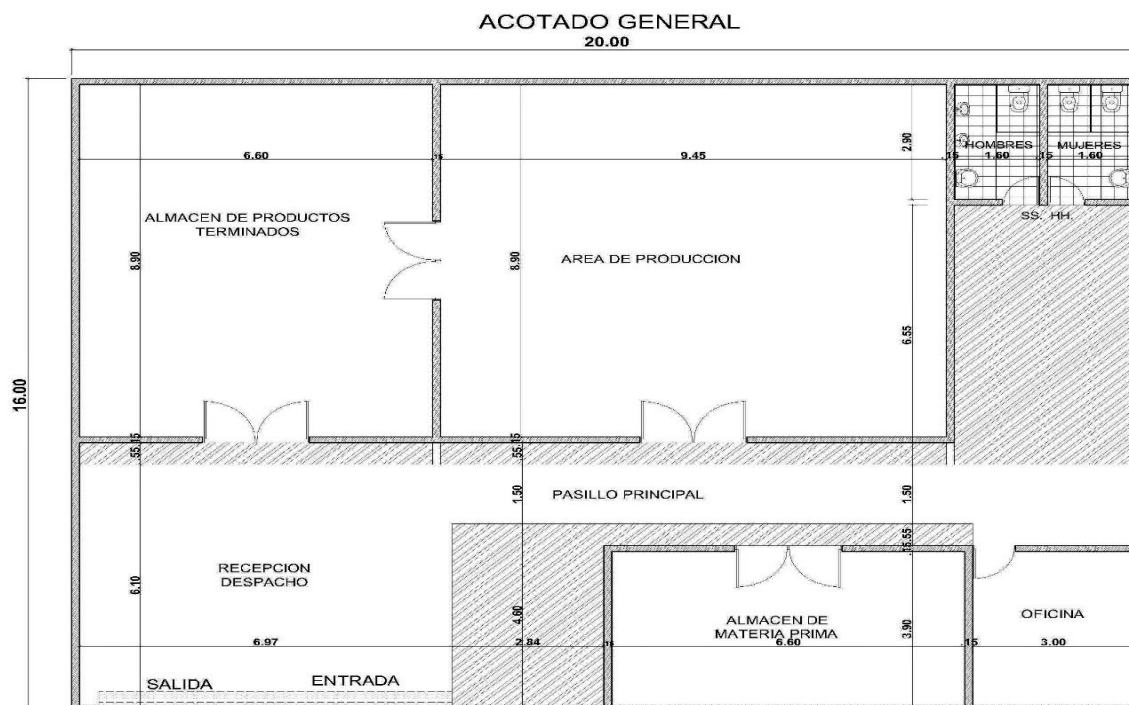 ACOTADO GENERAL
20.00
16.00
6.60
.15
9.45
2.90
.15
HOMBRES
1.60
.15
MUJERES
1.60
ALMACEN DE PRODUCTOS
TERMINADOS
8.90
8.90
AREA DE PRODUCCION
SS. HH.
6.55
.55.15
.55.15
1.50
PASILLO PRINCIPAL
1.50
.15.55
RECEPCION
DESPACHO
6.10
4.60
ALMACEN DE
MATERIA PRIMA
3.90
OFICINA
6.97
2.84
.15
6.60
.15
3.00
SALIDA
ENTRADA